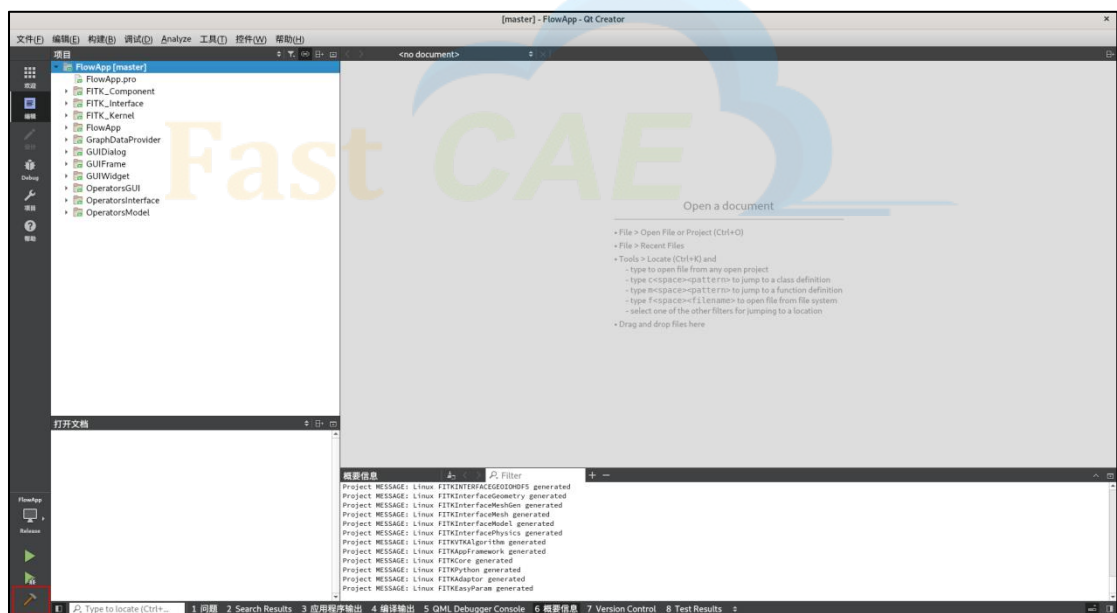 [master] - FlowApp - Qt Creator
文件(F) 编辑(E) 构建(B) 调试(D) Analyze 工具(T) 控件(W) 帮助(H)
项目
<no document>
FlowApp [master]
FlowApp.pro
FITK_Component
FITK_Interface
FITK_Kernel
FlowApp
GraphDataProvider
GUIDialog
GUIFrame
GUIWidget
OperatorsGUI
OperatorsInterface
OperatorsModel
欢迎
编辑
设计
Debug
项目
帮助
Fast CAE
Open a document
• File > Open File or Project (Ctrl+O)
• File > Recent Files
• Tools > Locate (Ctrl+K) and
- type to open file from any open project
- type c<space><pattern> to jump to a class definition
- type m<space><pattern> to jump to a function definition
- type f<space><filename> to open file from file system
- select one of the other filters for jumping to a location
• Drag and drop files here
打开文档
概要信息
Filter
Project MESSAGE: Linux FITKINTERFACEGEOIOHDF5 generated
Project MESSAGE: Linux FITKInterfaceGeometry generated
Project MESSAGE: Linux FITKInterfaceMeshGen generated
Project MESSAGE: Linux FITKInterfaceMesh generated
Project MESSAGE: Linux FITKInterfaceModel generated
Project MESSAGE: Linux FITKInterfacePhysics generated
Project MESSAGE: Linux FITKVTKAlgorithm generated
Project MESSAGE: Linux FITKAppFramework generated
Project MESSAGE: Linux FITKCore generated
Project MESSAGE: Linux FITKPython generated
Project MESSAGE: Linux FITKAdaptor generated
Project MESSAGE: Linux FITKEasyParam generated
FlowApp
Release
Type to locate (Ctrl+...
1 问题 2 Search Results 3 应用程序输出 4 编译输出 5 QML Debugger Console 6 概要信息 7 Version Control 8 Test Results